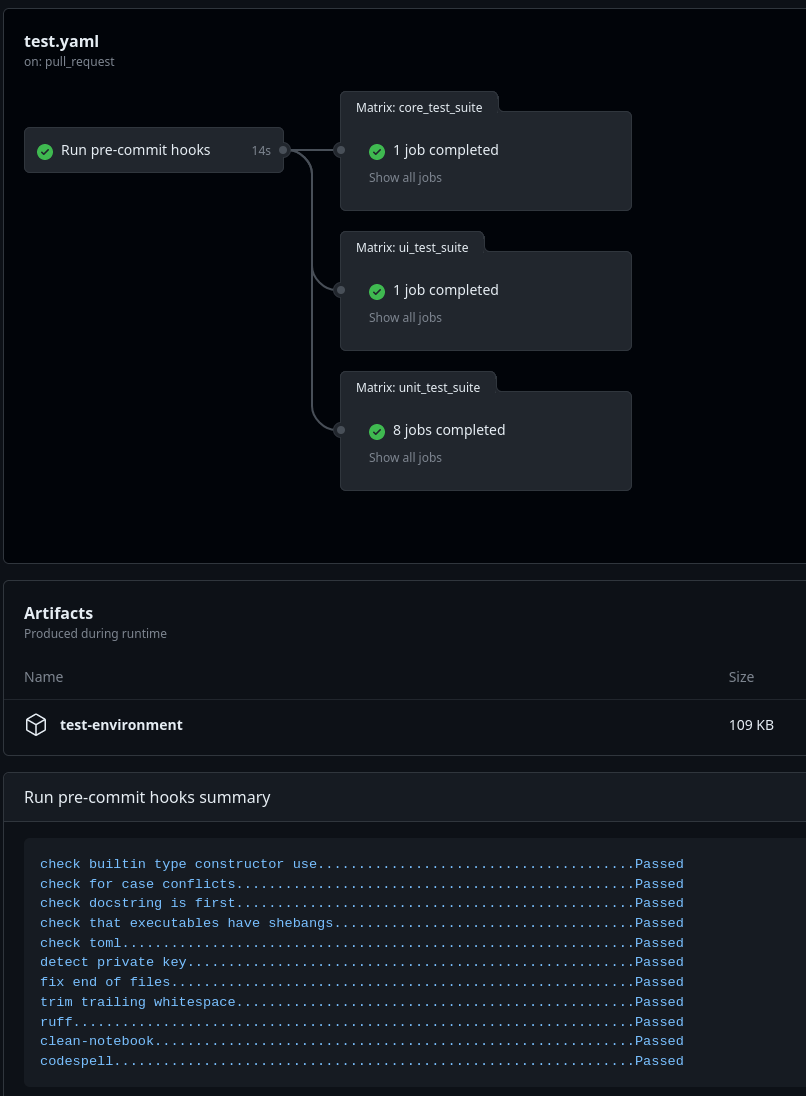 test.yaml
on: pull_request
Run pre-commit hooks 14s
Matrix: core_test_suite
1 job completed
Show all jobs
Matrix: ui_test_suite
1 job completed
Show all jobs
Matrix: unit_test_suite
8 jobs completed
Show all jobs
Artifacts
Produced during runtime
Name Size
test-environment 109 KB
Run pre-commit hooks summary
check builtin type constructor use.......................................Passed
check for case conflicts.................................................Passed
check docstring is first.................................................Passed
check that executables have shebangs.....................................Passed
check toml...............................................................Passed
detect private key.......................................................Passed
fix end of files.........................................................Passed
trim trailing whitespace.................................................Passed
ruff.....................................................................Passed
clean-notebook...........................................................Passed
codespell................................................................Passed